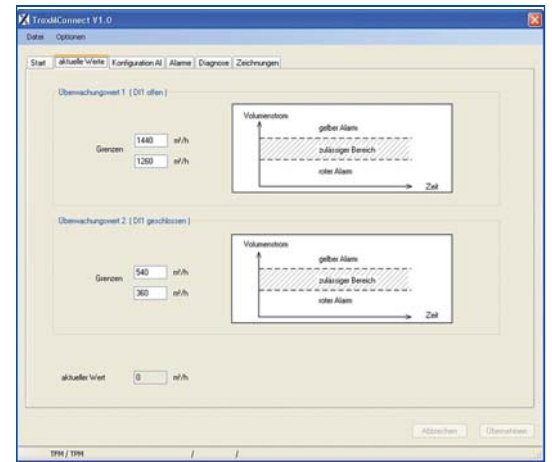 TroxMConnect V1.0
Datei Optionen
Start aktuelle Werte Konfiguration AI Alarme Diagnose Zeichnungen
Überwachungswert 1 ( DI1 offen )
Volumenstrom
gelber Alarm
Grenzen 1440 m³/h
zulässiger Bereich
1260 m³/h
roter Alarm
Zeit
Überwachungswert 2 ( DI1 geschlossen )
Volumenstrom
gelber Alarm
Grenzen 540 m³/h
zulässiger Bereich
360 m³/h
roter Alarm
Zeit
aktueller Wert 0 m³/h
Abbrechen Übernehmen
TPM / TPM / /